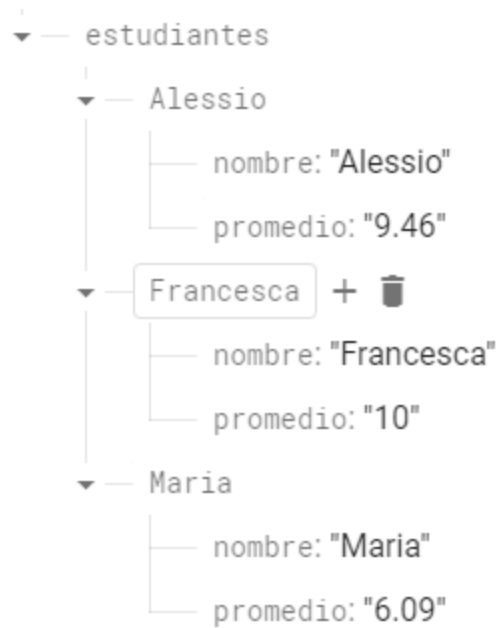 estudiantes
Alessio
nombre: "Alessio"
promedio: "9.46"
Francesca +
nombre: "Francesca"
promedio: "10"
Maria
nombre: "Maria"
promedio: "6.09"